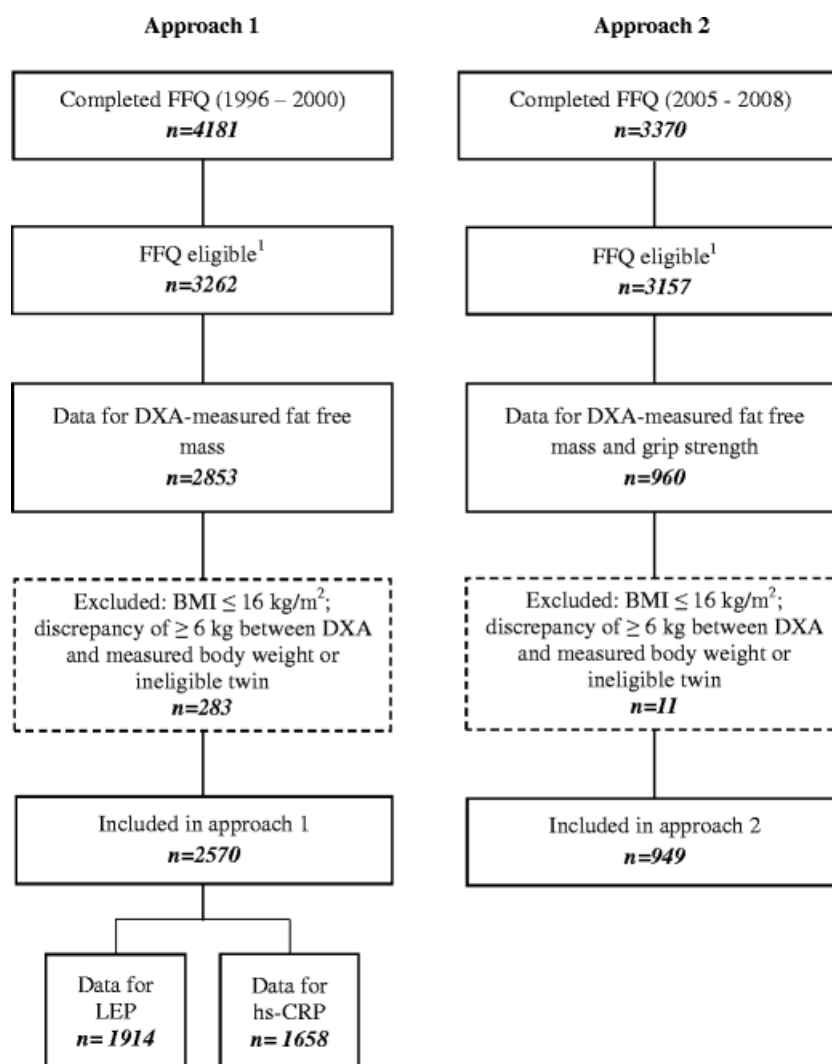 Approach 1
Completed FFQ (1996 – 2000)
n=4181
FFQ eligible¹
n=3262
Data for DXA-measured fat free
mass
n=2853
Excluded: BMI ≤ 16 kg/m²;
discrepancy of ≥ 6 kg between DXA
and measured body weight or
ineligible twin
n=283
Included in approach 1
n=2570
Data for
LEP
n= 1914
Data for
hs-CRP
n= 1658
Approach 2
Completed FFQ (2005 - 2008)
n=3370
FFQ eligible¹
n=3157
Data for DXA-measured fat free
mass and grip strength
n=960
Excluded: BMI ≤ 16 kg/m²;
discrepancy of ≥ 6 kg between DXA
and measured body weight or
ineligible twin
n=11
Included in approach 2
n=949